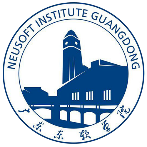 NEUSOFT INSTITUTE GUANGDONG
广东东软学院